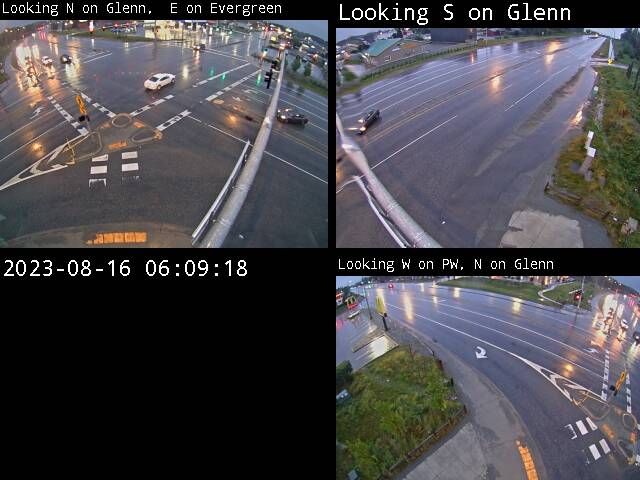 Looking N on Glenn,  E on Evergreen
Looking S on Glenn
2023-08-16 06:09:18
Looking W on PW, N on Glenn